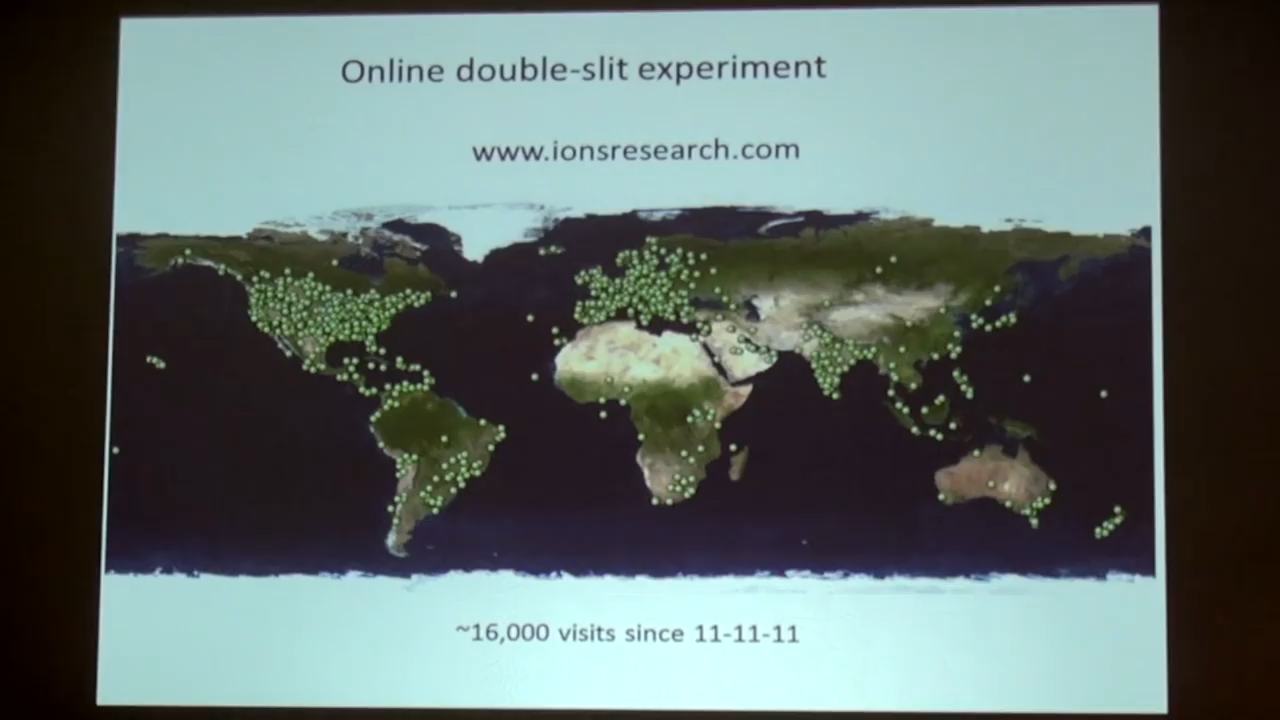 Online double-slit experiment
www.ionsresearch.com
~16,000 visits since 11-11-11